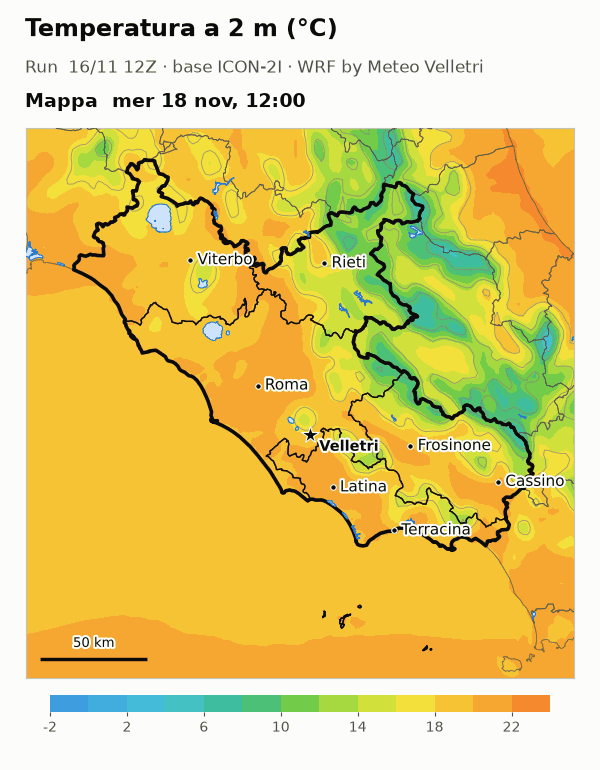 Temperatura a 2 m (°C)
Run  16/11 12Z · base ICON-2I · WRF by Meteo Velletri
Mappa  mer 18 nov, 12:00
Viterbo
Rieti
Roma
Velletri
Frosinone
Cassino
Latina
Terracina
50 km
-2 2 6 10 14 18 22